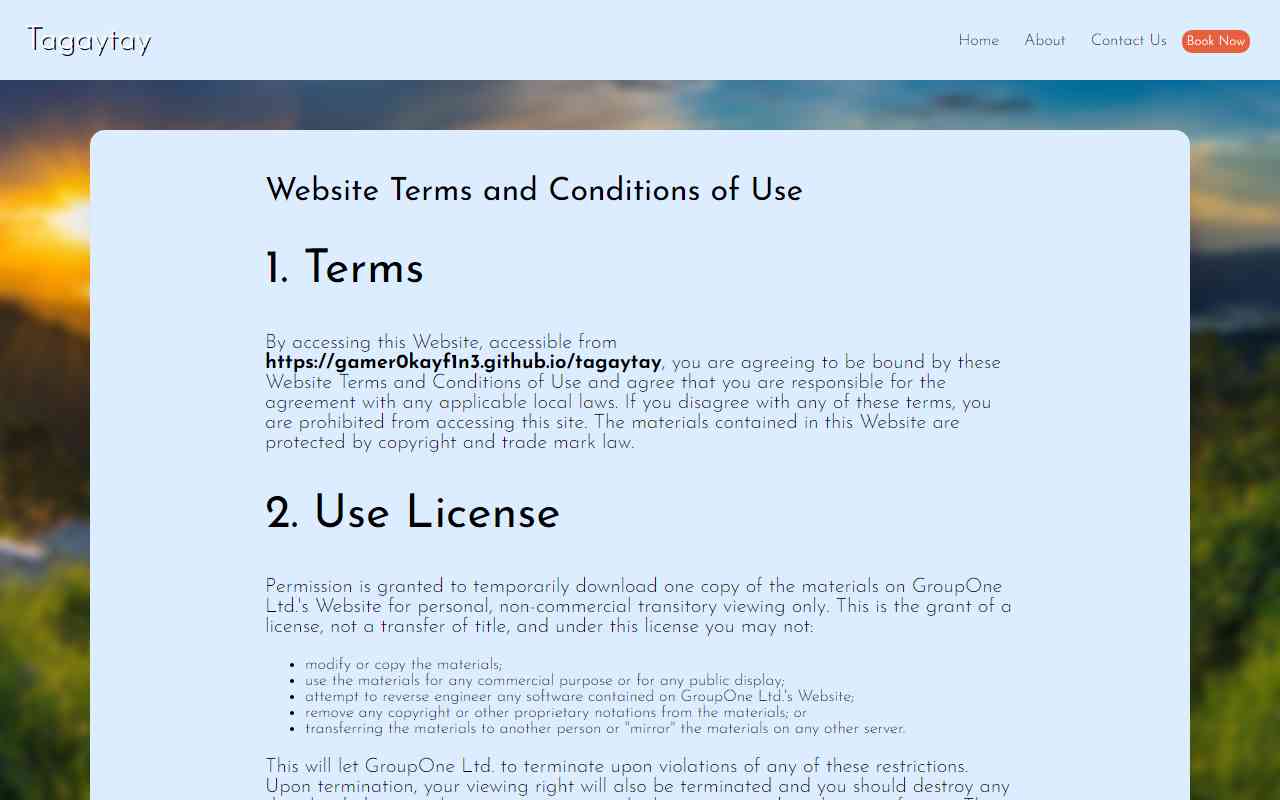 Tagaytay
Home About Contact Us Book Now
Website Terms and Conditions of Use
1. Terms
By accessing this Website, accessible from
https://gamer0kayf1n3.github.io/tagaytay, you are agreeing to be bound by these
Website Terms and Conditions of Use and agree that you are responsible for the
agreement with any applicable local laws. If you disagree with any of these terms, you
are prohibited from accessing this site. The materials contained in this Website are
protected by copyright and trade mark law.
2. Use License
Permission is granted to temporarily download one copy of the materials on GroupOne
Ltd.'s Website for personal, non-commercial transitory viewing only. This is the grant of a
license, not a transfer of title, and under this license you may not:
• modify or copy the materials;
• use the materials for any commercial purpose or for any public display;
• attempt to reverse engineer any software contained on GroupOne Ltd.'s Website;
• remove any copyright or other proprietary notations from the materials; or
• transferring the materials to another person or "mirror" the materials on any other server.
This will let GroupOne Ltd. to terminate upon violations of any of these restrictions.
Upon termination, your viewing right will also be terminated and you should destroy any